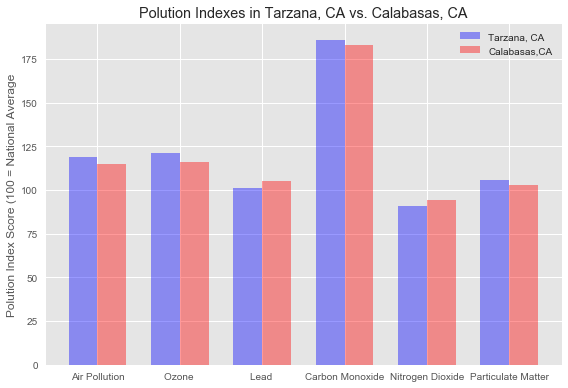 Polution Indexes in Tarzana, CA vs. Calabasas, CA
Tarzana, CA
Calabasas,CA
Polution Index Score (100 = National Average
175
150
125
100
75
50
25
0
Air Pollution Ozone Lead Carbon Monoxide Nitrogen Dioxide Particulate Matter